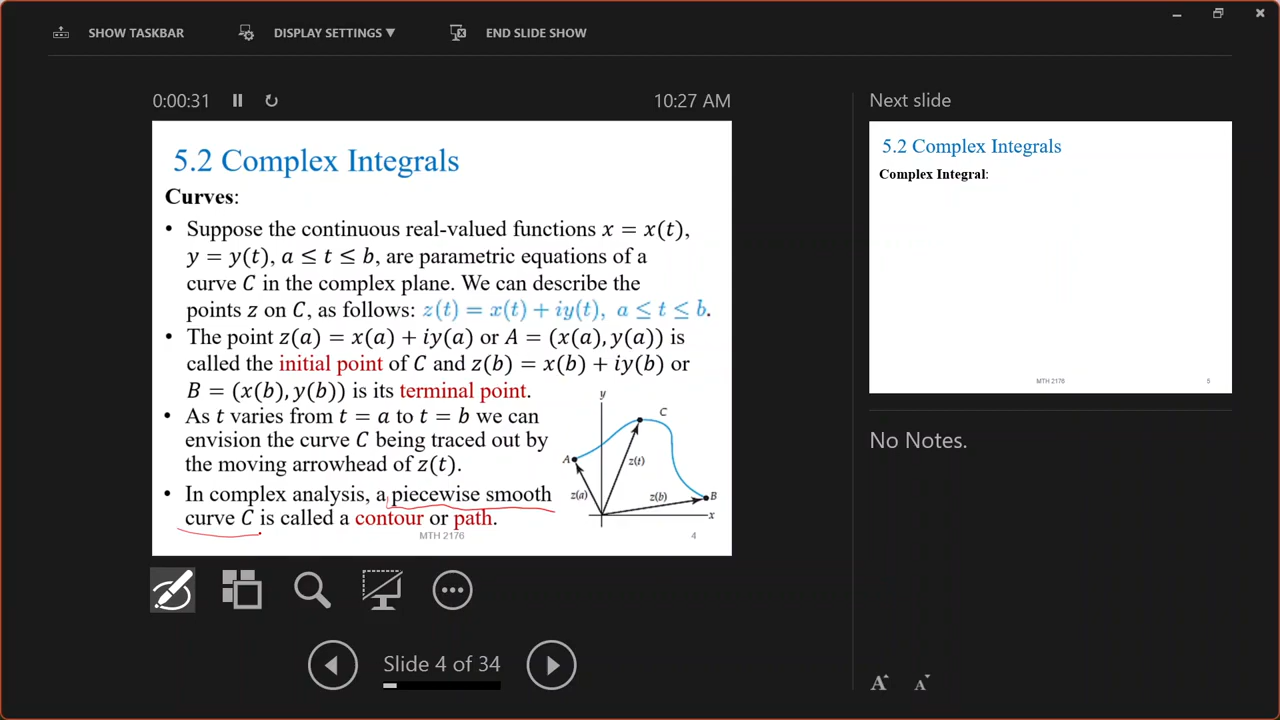 SHOW TASKBAR
DISPLAY SETTINGS ▼
END SLIDE SHOW
0:00:31
10:27 AM
5.2 Complex Integrals
Curves:
• Suppose the continuous real-valued functions x = x(t),
y = y(t), a ≤ t ≤ b, are parametric equations of a
curve C in the complex plane. We can describe the
points z on C, as follows: z(t) = x(t) + iy(t), a ≤ t ≤ b.
• The point z(a) = x(a) + iy(a) or A = (x(a), y(a)) is
called the initial point of C and z(b) = x(b) + iy(b) or
B = (x(b), y(b)) is its terminal point.
• As t varies from t = a to t = b we can
envision the curve C being traced out by
the moving arrowhead of z(t).
• In complex analysis, a piecewise smooth
curve C is called a contour or path.
y
C
A
z(t)
z(a)
z(b)
B
x
MTH 2176
4
Slide 4 of 34
Next slide
5.2 Complex Integrals
Complex Integral:
MTH 2176
5
No Notes.
A
A